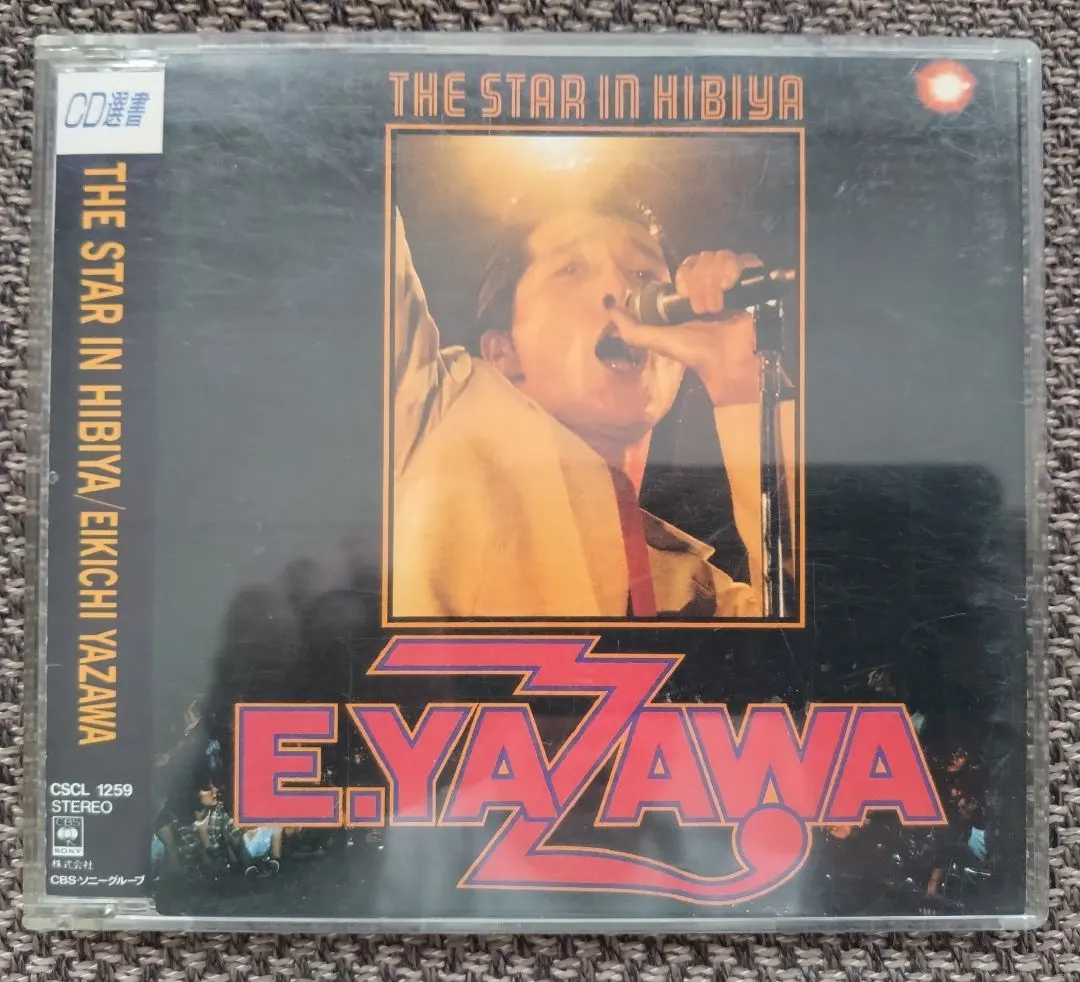 CD選書
THE STAR IN HIBIYA/EIKICHI YAZAWA
CSCL 1259
STEREO
CBS
SONY
株式会社
CBS・ソニーグループ
THE STAR IN HIBIYA
E.YAZAWA